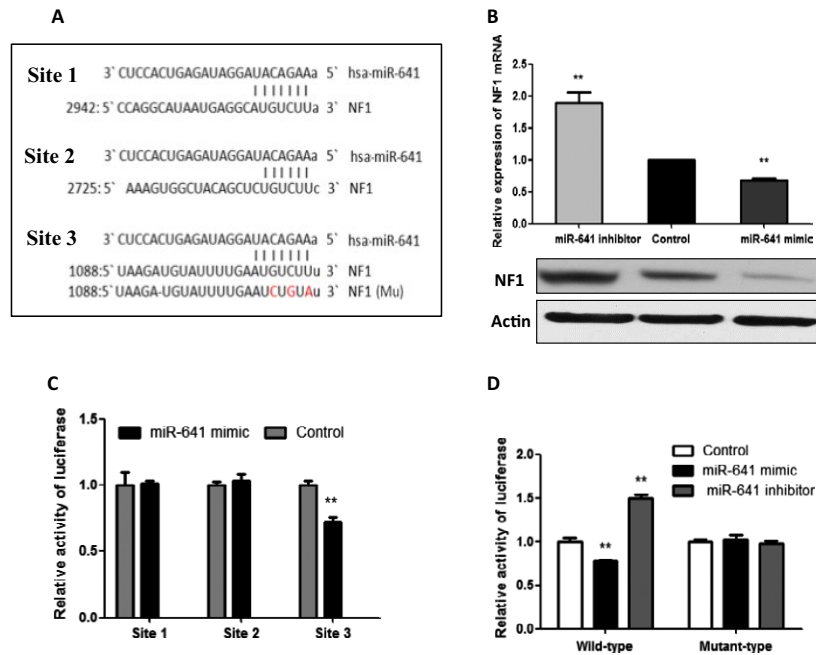 A
Site 1
3` CUCCACUGAGAUAGGAUACAGAAa 5` hsa-miR-641
2942: 5` CCAGGCAUAAUGAGGCAUGUCUUa 3` NF1
Site 2
3` CUCCACUGAGAUAGGAUACAGAAa 5` hsa-miR-641
2725: 5` AAAGUGGCUACAGCUCUGUCUUc 3` NF1
Site 3
3` CUCCACUGAGAUAGGAUACAGAAa 5` hsa-miR-641
1088:5` UAAGAUGUAUUUUGAAUGUCUUu 3` NF1
1088:5` UAAGA-UGUAUUUUGAAUCUGUAu 3` NF1 (Mu)
B
Relative expression of NF1 mRNA
2.5
2.0
1.5
1.0
0.5
0.0
**
**
miR-641 inhibitor Control miR-641 mimic
NF1
Actin
C
Relative activity of luciferase
1.5
1.0
0.5
0.0
miR-641 mimic Control
**
Site 1 Site 2 Site 3
D
Relative activity of luciferase
2.0
1.5
1.0
0.5
0.0
Control
miR-641 mimic
miR-641 inhibitor
**
**
Wild-type Mutant-type